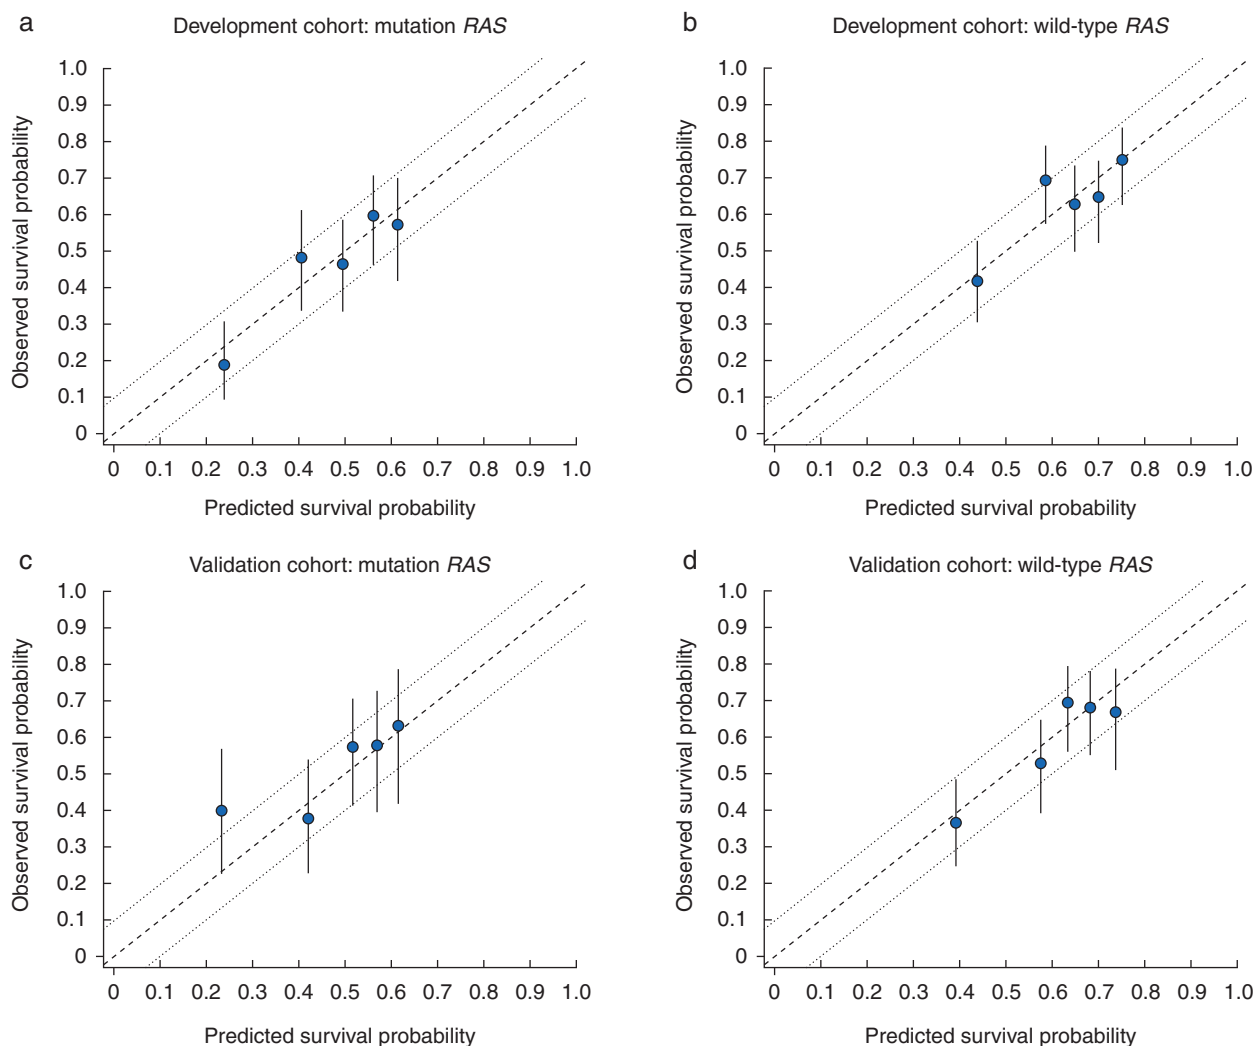 a
Development cohort: mutation RAS
Observed survival probability
1.0
0.9
0.8
0.7
0.6
0.5
0.4
0.3
0.2
0.1
0
0 0.1 0.2 0.3 0.4 0.5 0.6 0.7 0.8 0.9 1.0
Predicted survival probability
b
Development cohort: wild-type RAS
Observed survival probability
1.0
0.9
0.8
0.7
0.6
0.5
0.4
0.3
0.2
0.1
0
0 0.1 0.2 0.3 0.4 0.5 0.6 0.7 0.8 0.9 1.0
Predicted survival probability
c
Validation cohort: mutation RAS
Observed survival probability
1.0
0.9
0.8
0.7
0.6
0.5
0.4
0.3
0.2
0.1
0
0 0.1 0.2 0.3 0.4 0.5 0.6 0.7 0.8 0.9 1.0
Predicted survival probability
d
Validation cohort: wild-type RAS
Observed survival probability
1.0
0.9
0.8
0.7
0.6
0.5
0.4
0.3
0.2
0.1
0
0 0.1 0.2 0.3 0.4 0.5 0.6 0.7 0.8 0.9 1.0
Predicted survival probability